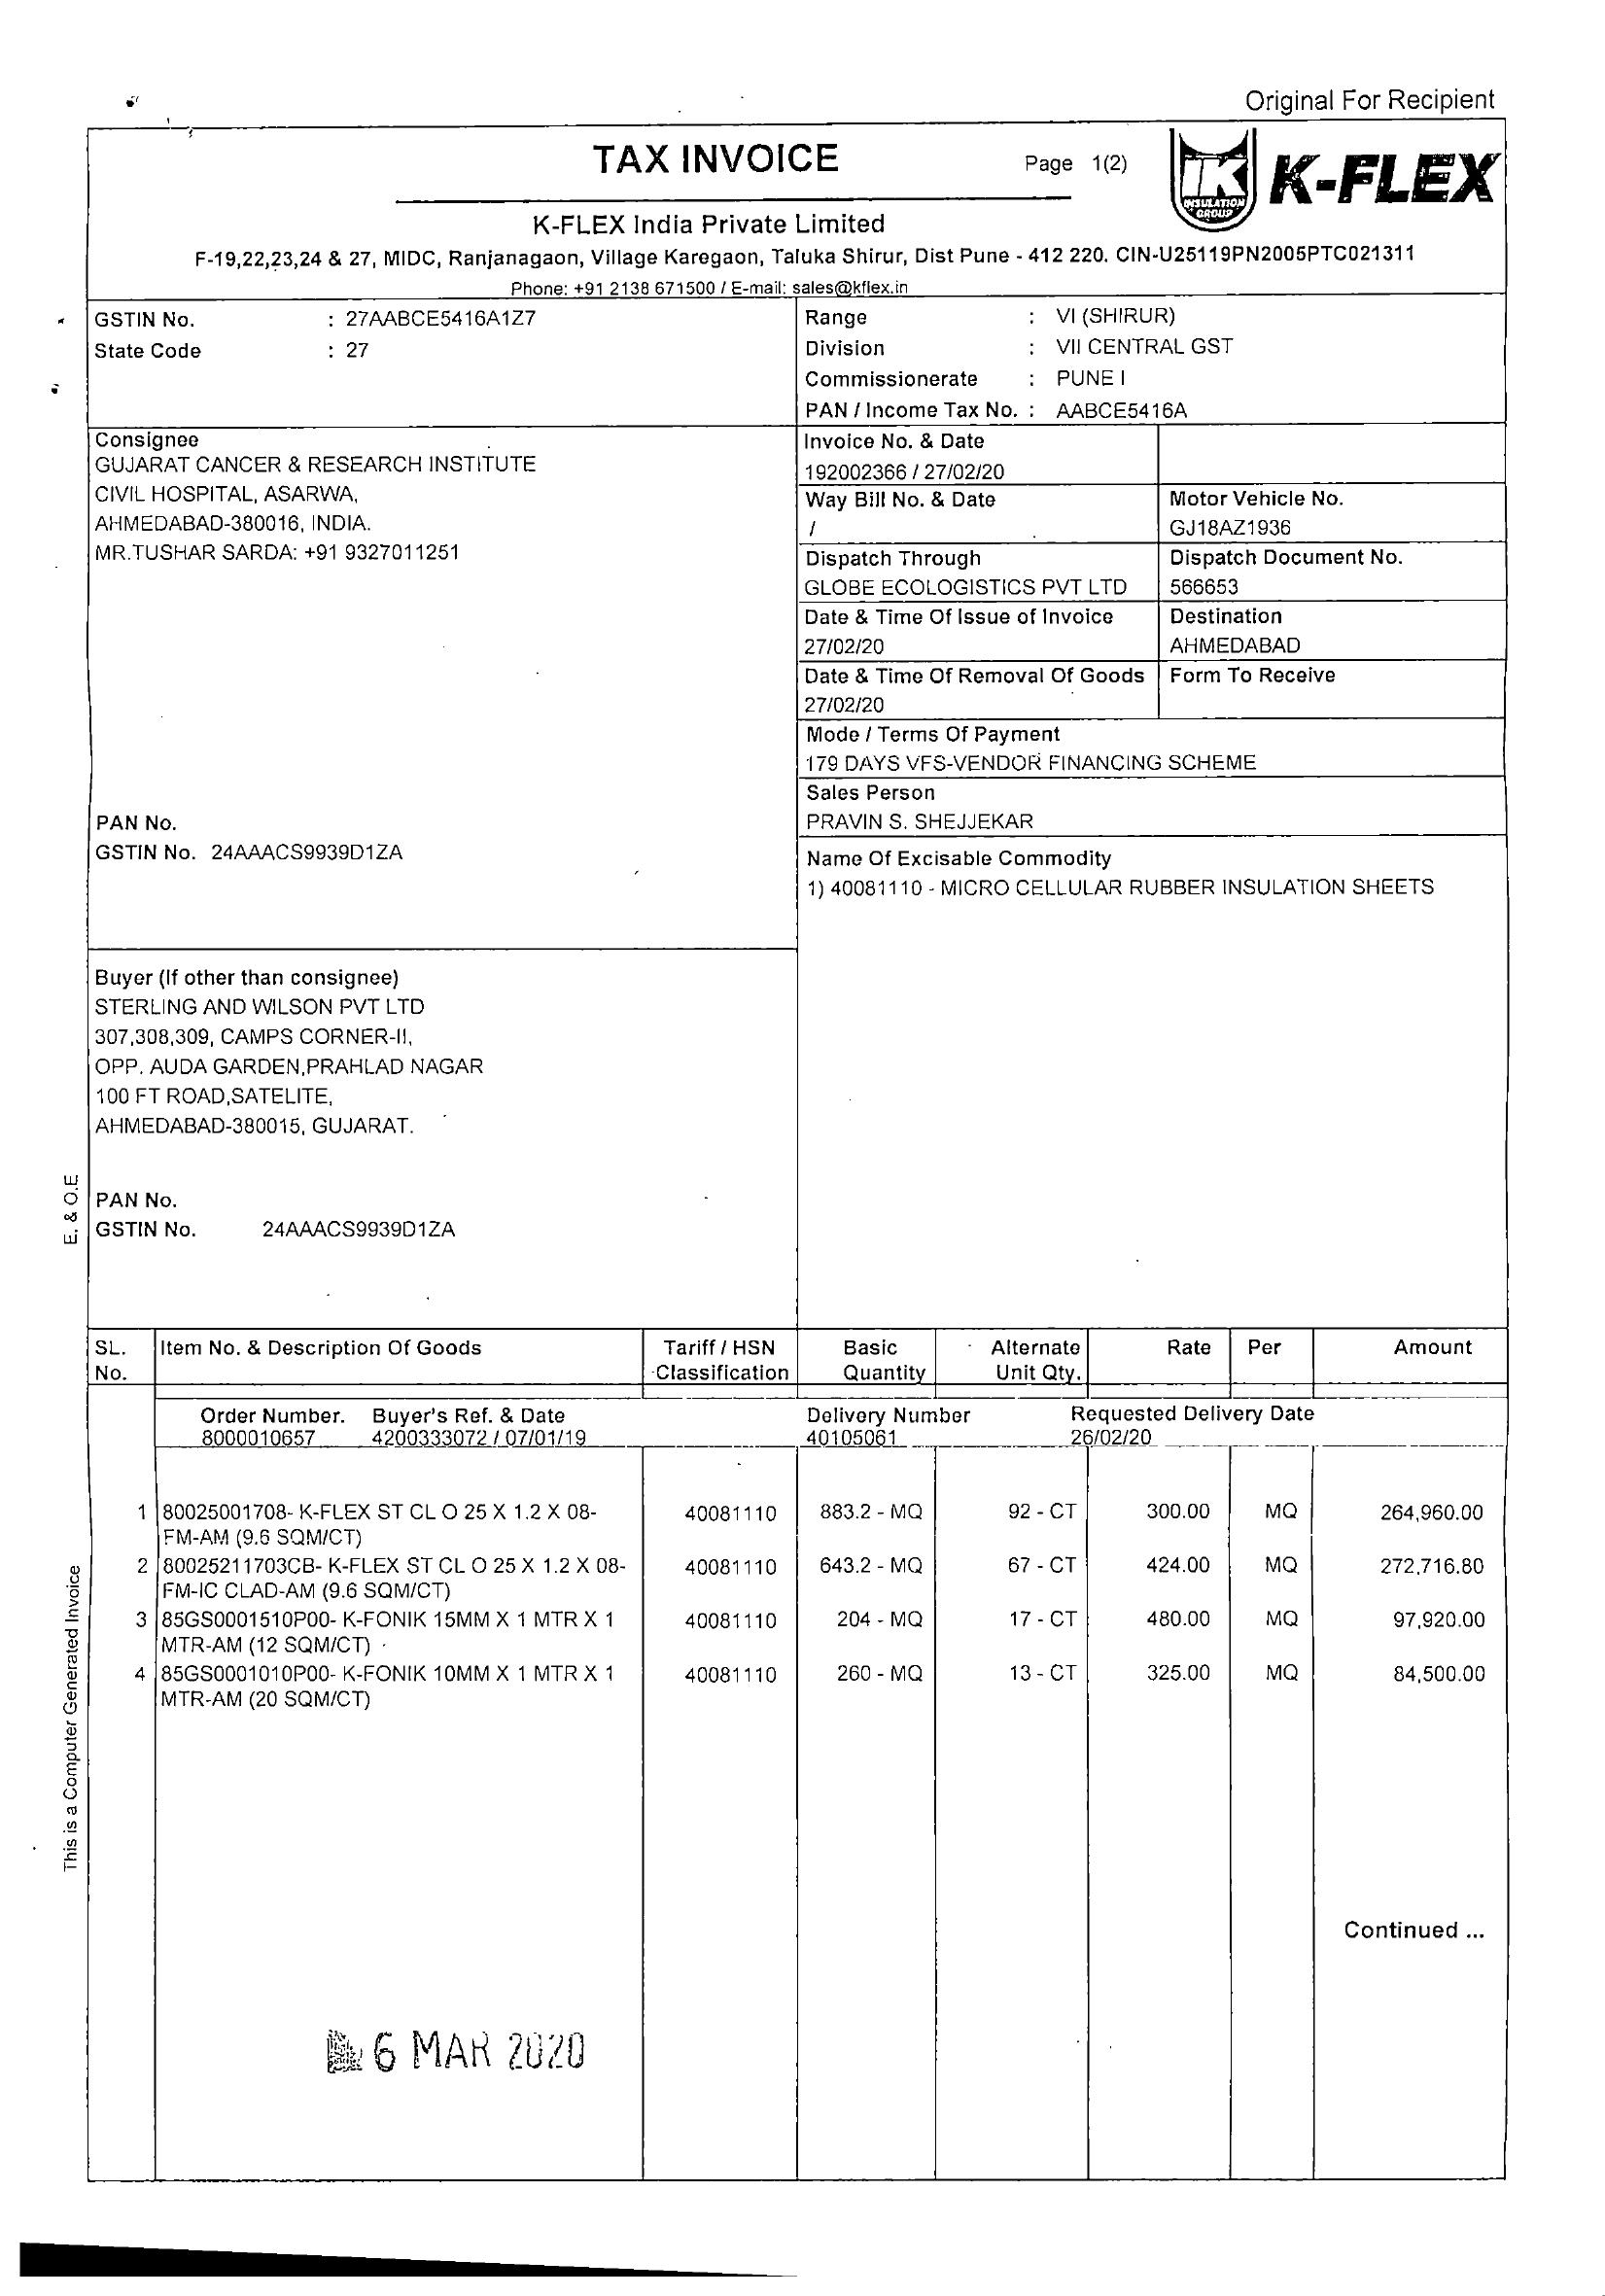 Original For Recipient
TAX INVOICE
Page 1(2)
INSULATION GROUP
K-FLEX
K-FLEX India Private Limited
F-19,22,23,24 & 27, MIDC, Ranjanagaon, Village Karegaon, Taluka Shirur, Dist Pune - 412 220. CIN-U25119PN2005PTC021311
Phone: +91 2138 671500 / E-mail: sales@kflex.in
GSTIN No. : 27AABCE5416A1Z7
State Code : 27
Range : VI (SHIRUR)
Division : VII CENTRAL GST
Commissionerate : PUNE I
PAN / Income Tax No. : AABCE5416A
Consignee
GUJARAT CANCER & RESEARCH INSTITUTE
CIVIL HOSPITAL, ASARWA,
AHMEDABAD-380016, INDIA.
MR.TUSHAR SARDA: +91 9327011251
PAN No.
GSTIN No. 24AAACS9939D1ZA
Invoice No. & Date
192002366 / 27/02/20
Way Bill No. & Date
/
Motor Vehicle No.
GJ18AZ1936
Dispatch Through
GLOBE ECOLOGISTICS PVT LTD
Dispatch Document No.
566653
Date & Time Of Issue of Invoice
27/02/20
Destination
AHMEDABAD
Date & Time Of Removal Of Goods
27/02/20
Form To Receive
Mode / Terms Of Payment
179 DAYS VFS-VENDOR FINANCING SCHEME
Sales Person
PRAVIN S. SHEJJEKAR
Name Of Excisable Commodity
1) 40081110 - MICRO CELLULAR RUBBER INSULATION SHEETS
Buyer (If other than consignee)
STERLING AND WILSON PVT LTD
307,308,309, CAMPS CORNER-II,
OPP. AUDA GARDEN,PRAHLAD NAGAR
100 FT ROAD,SATELITE,
AHMEDABAD-380015, GUJARAT.
PAN No.
GSTIN No. 24AAACS9939D1ZA
E. & O.E
SL. No. Item No. & Description Of Goods Tariff / HSN Classification Basic Quantity Alternate Unit Qty. Rate Per Amount
Order Number. Buyer's Ref. & Date Delivery Number Requested Delivery Date
8000010657 4200333072 / 07/01/19 40105061 26/02/20
1 80025001708- K-FLEX ST CL O 25 X 1.2 X 08- 40081110 883.2 - MQ 92 - CT 300.00 MQ 264,960.00
FM-AM (9.6 SQM/CT)
2 80025211703CB- K-FLEX ST CL O 25 X 1.2 X 08- 40081110 643.2 - MQ 67 - CT 424.00 MQ 272,716.80
FM-IC CLAD-AM (9.6 SQM/CT)
3 85GS0001510P00- K-FONIK 15MM X 1 MTR X 1 40081110 204 - MQ 17 - CT 480.00 MQ 97,920.00
MTR-AM (12 SQM/CT)
4 85GS0001010P00- K-FONIK 10MM X 1 MTR X 1 40081110 260 - MQ 13 - CT 325.00 MQ 84,500.00
MTR-AM (20 SQM/CT)
This is a Computer Generated Invoice
Continued ...
6 MAR 2020